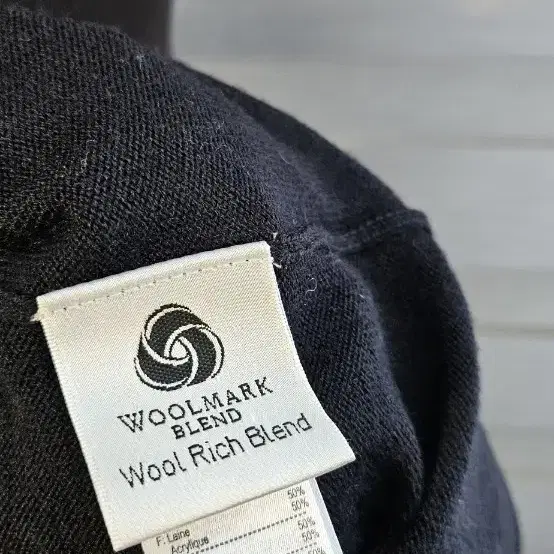 WOOLMARK
BLEND
Wool Rich Blend
50%
F: Laine 50%
Acrylique 50%
50%